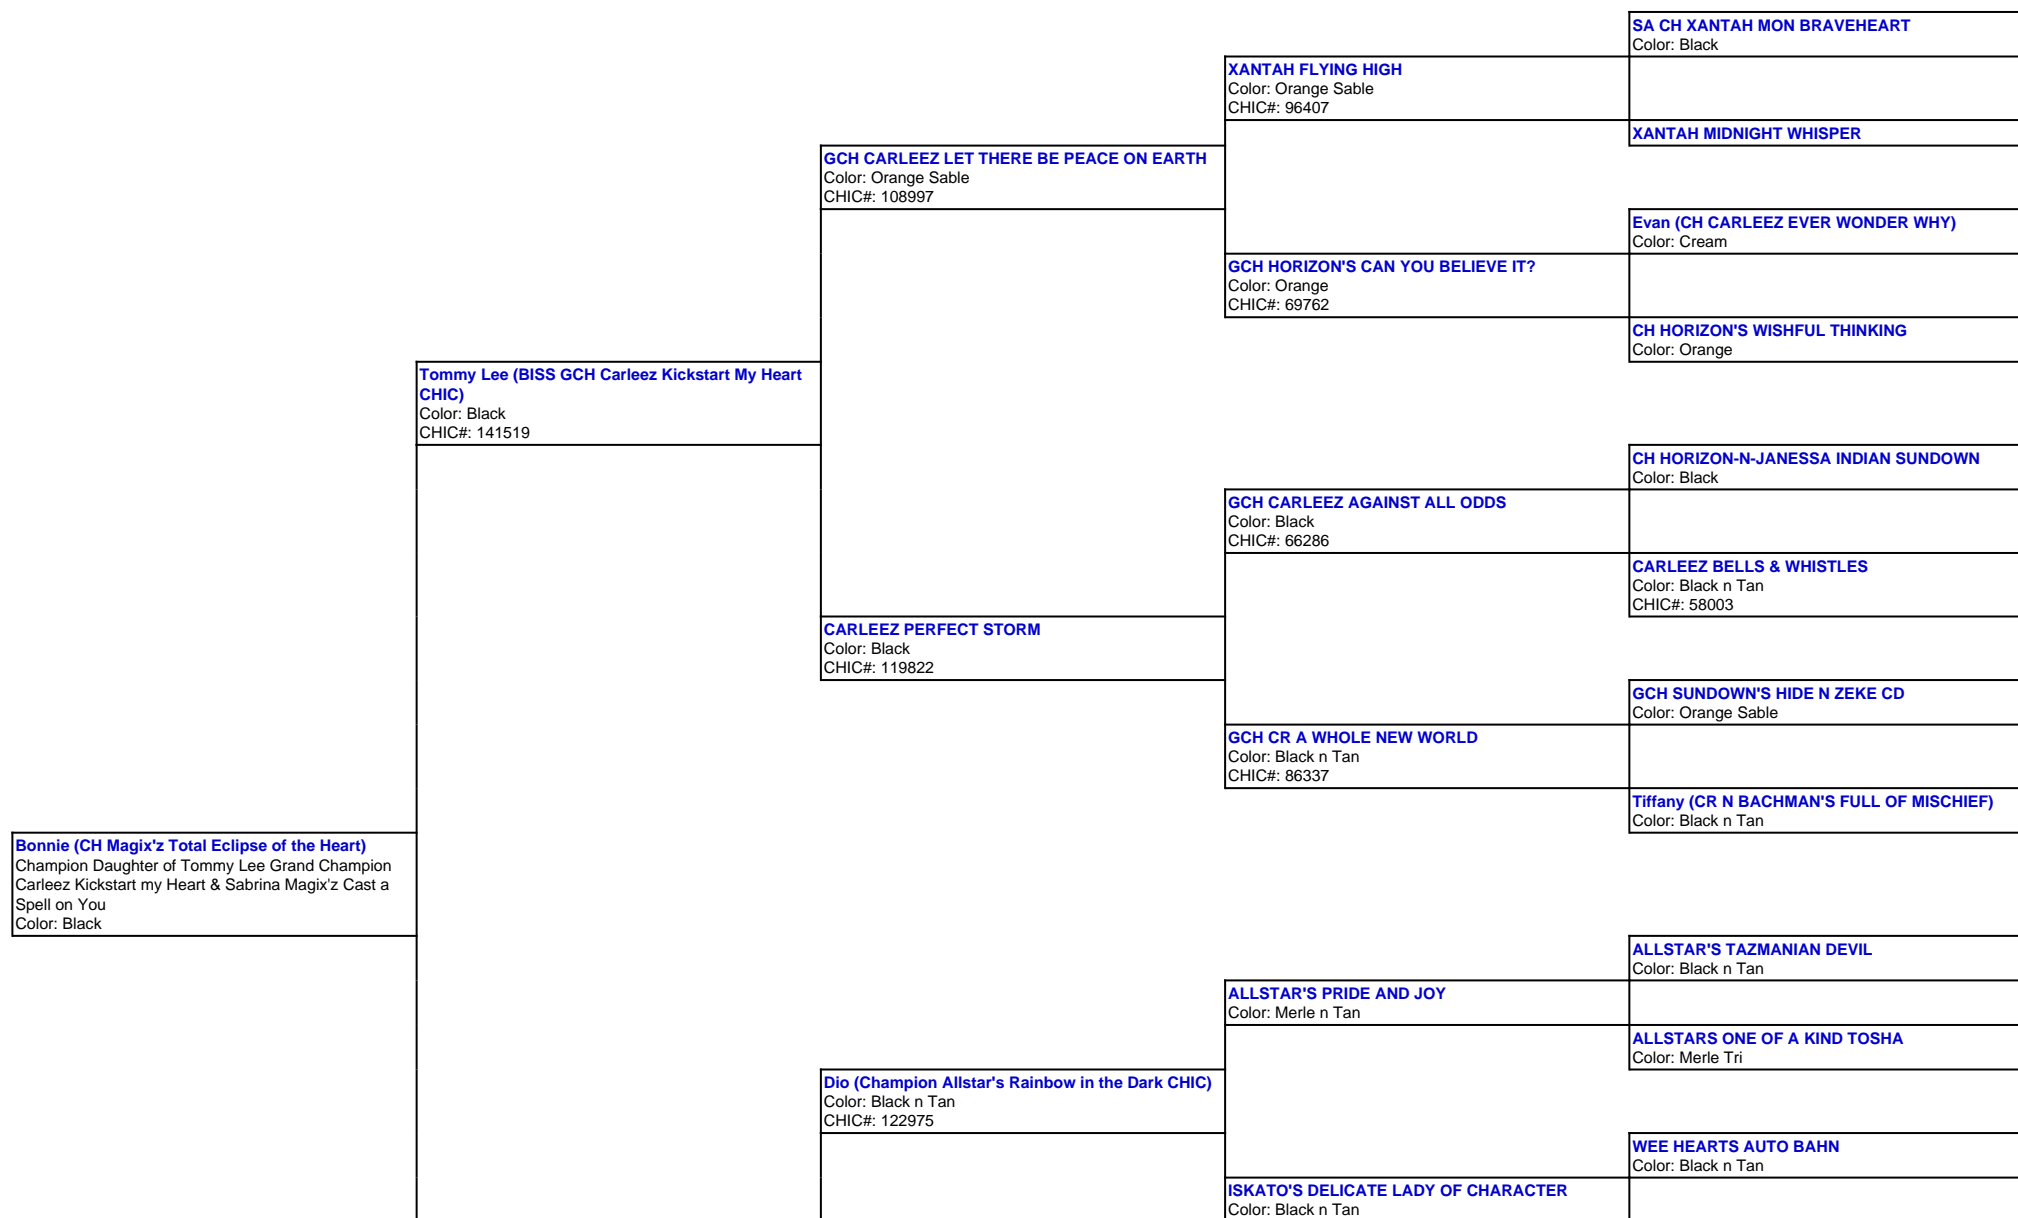 SA CH XANTAH MON BRAVEHEART
Color: Black
XANTAH FLYING HIGH
Color: Orange Sable
CHIC#: 96407
XANTAH MIDNIGHT WHISPER
GCH CARLEEZ LET THERE BE PEACE ON EARTH
Color: Orange Sable
CHIC#: 108997
Evan (CH CARLEEZ EVER WONDER WHY)
Color: Cream
GCH HORIZON'S CAN YOU BELIEVE IT?
Color: Orange
CHIC#: 69762
CH HORIZON'S WISHFUL THINKING
Color: Orange
Tommy Lee (BISS GCH Carleez Kickstart My Heart
CHIC)
Color: Black
CHIC#: 141519
CH HORIZON-N-JANESSA INDIAN SUNDOWN
Color: Black
GCH CARLEEZ AGAINST ALL ODDS
Color: Black
CHIC#: 66286
CARLEEZ BELLS & WHISTLES
Color: Black n Tan
CHIC#: 58003
CARLEEZ PERFECT STORM
Color: Black
CHIC#: 119822
GCH SUNDOWN'S HIDE N ZEKE CD
Color: Orange Sable
GCH CR A WHOLE NEW WORLD
Color: Black n Tan
CHIC#: 86337
Tiffany (CR N BACHMAN'S FULL OF MISCHIEF)
Color: Black n Tan
Bonnie (CH Magix'z Total Eclipse of the Heart)
Champion Daughter of Tommy Lee Grand Champion
Carleez Kickstart my Heart & Sabrina Magix'z Cast a
Spell on You
Color: Black
ALLSTAR'S TAZMANIAN DEVIL
Color: Black n Tan
ALLSTAR'S PRIDE AND JOY
Color: Merle n Tan
ALLSTARS ONE OF A KIND TOSHA
Color: Merle Tri
Dio (Champion Allstar's Rainbow in the Dark CHIC)
Color: Black n Tan
CHIC#: 122975
WEE HEARTS AUTO BAHN
Color: Black n Tan
ISKATO'S DELICATE LADY OF CHARACTER
Color: Black n Tan